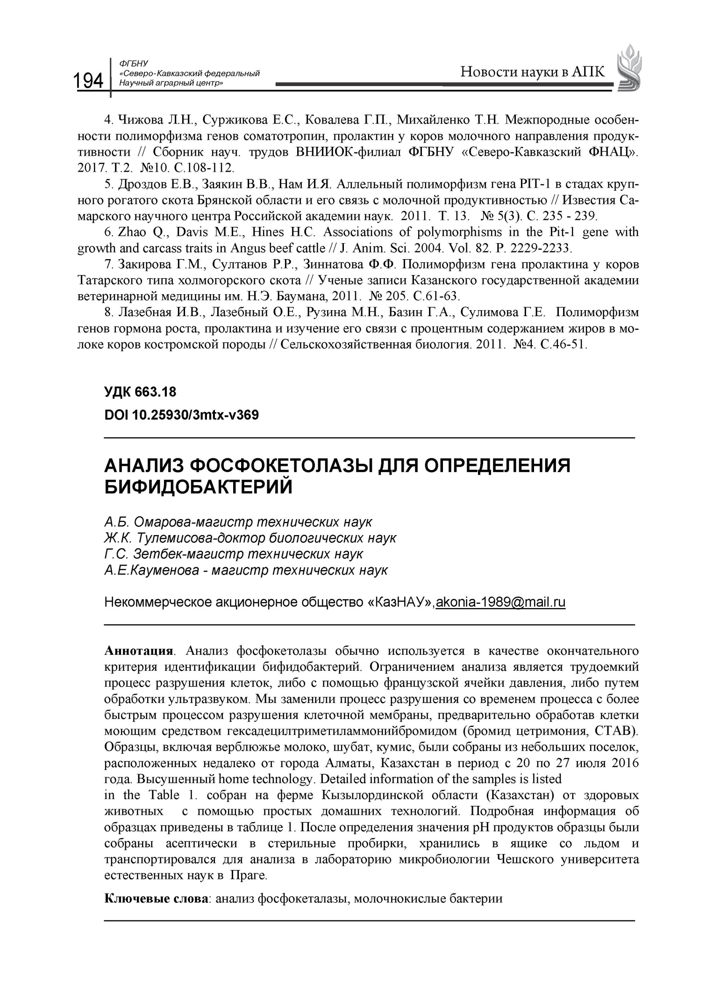 194
ФГБНУ
«Северо-Кавказский федеральный
Научный аграрный центр»
Новости науки в АПК
4. Чижова Л.Н., Суржикова Е.С., Ковалева Г.П., Михайленко Т.Н. Межпородные особен-
ности полиморфизма генов соматотропин, пролактин у коров молочного направления продук-
тивности // Сборник науч. трудов ВНИИОК-филиал ФГБНУ «Северо-Кавказский ФНАЦ».
2017. Т.2. №10. С.108-112.
5. Дроздов Е.В., Заякин В.В., Нам И.Я. Аллельный полиморфизм гена PIT-1 в стадах круп-
ного рогатого скота Брянской области и его связь с молочной продуктивностью // Известия Са-
марского научного центра Российской академии наук. 2011. Т. 13. № 5(3). С. 235 - 239.
6. Zhao Q., Davis M.E., Hines H.C. Associations of polymorphisms in the Pit-1 gene with
growth and carcass traits in Angus beef cattle // J. Anim. Sci. 2004. Vol. 82. P. 2229-2233.
7. Закирова Г.М., Султанов Р.Р., Зиннатова Ф.Ф. Полиморфизм гена пролактина у коров
Татарского типа холмогорского скота // Ученые записи Казанского государственной академии
ветеринарной медицины им. Н.Э. Баумана, 2011. № 205. С.61-63.
8. Лазебная И.В., Лазебный О.Е., Рузина М.Н., Базин Г.А., Сулимова Г.Е. Полиморфизм
генов гормона роста, пролактина и изучение его связи с процентным содержанием жиров в мо-
локе коров костромской породы // Сельскохозяйственная биология. 2011. №4. С.46-51.
УДК 663.18
DOI 10.25930/3mtx-v369
АНАЛИЗ ФОСФОКЕТОЛАЗЫ ДЛЯ ОПРЕДЕЛЕНИЯ
БИФИДОБАКТЕРИЙ
А.Б. Омарова-магистр технических наук
Ж.К. Тулемисова-доктор биологических наук
Г.С. Зетбек-магистр технических наук
А.Е.Кауменова - магистр технических наук
Некоммерческое акционерное общество «КазНАУ»,akonia-1989@mail.ru
Аннотация. Анализ фосфокетолазы обычно используется в качестве окончательного
критерия идентификации бифидобактерий. Ограничением анализа является трудоемкий
процесс разрушения клеток, либо с помощью французской ячейки давления, либо путем
обработки ультразвуком. Мы заменили процесс разрушения со временем процесса с более
быстрым процессом разрушения клеточной мембраны, предварительно обработав клетки
моющим средством гексадецилтриметиламмонийбромидом (бромид цетримония, СТАВ).
Образцы, включая верблюжье молоко, шубат, кумис, были собраны из небольших поселок,
расположенных недалеко от города Алматы, Казахстан в период с 20 по 27 июля 2016
года. Высушенный home technology. Detailed information of the samples is listed
in the Table 1. собран на ферме Кызылординской области (Казахстан) от здоровых
животных с помощью простых домашних технологий. Подробная информация об
образцах приведены в таблице 1. После определения значения pH продуктов образцы были
собраны асептически в стерильные пробирки, хранились в ящике со льдом и
транспортировался для анализа в лабораторию микробиологии Чешского университета
естественных наук в Праге.
Ключевые слова: анализ фосфокеталазы, молочнокислые бактерии